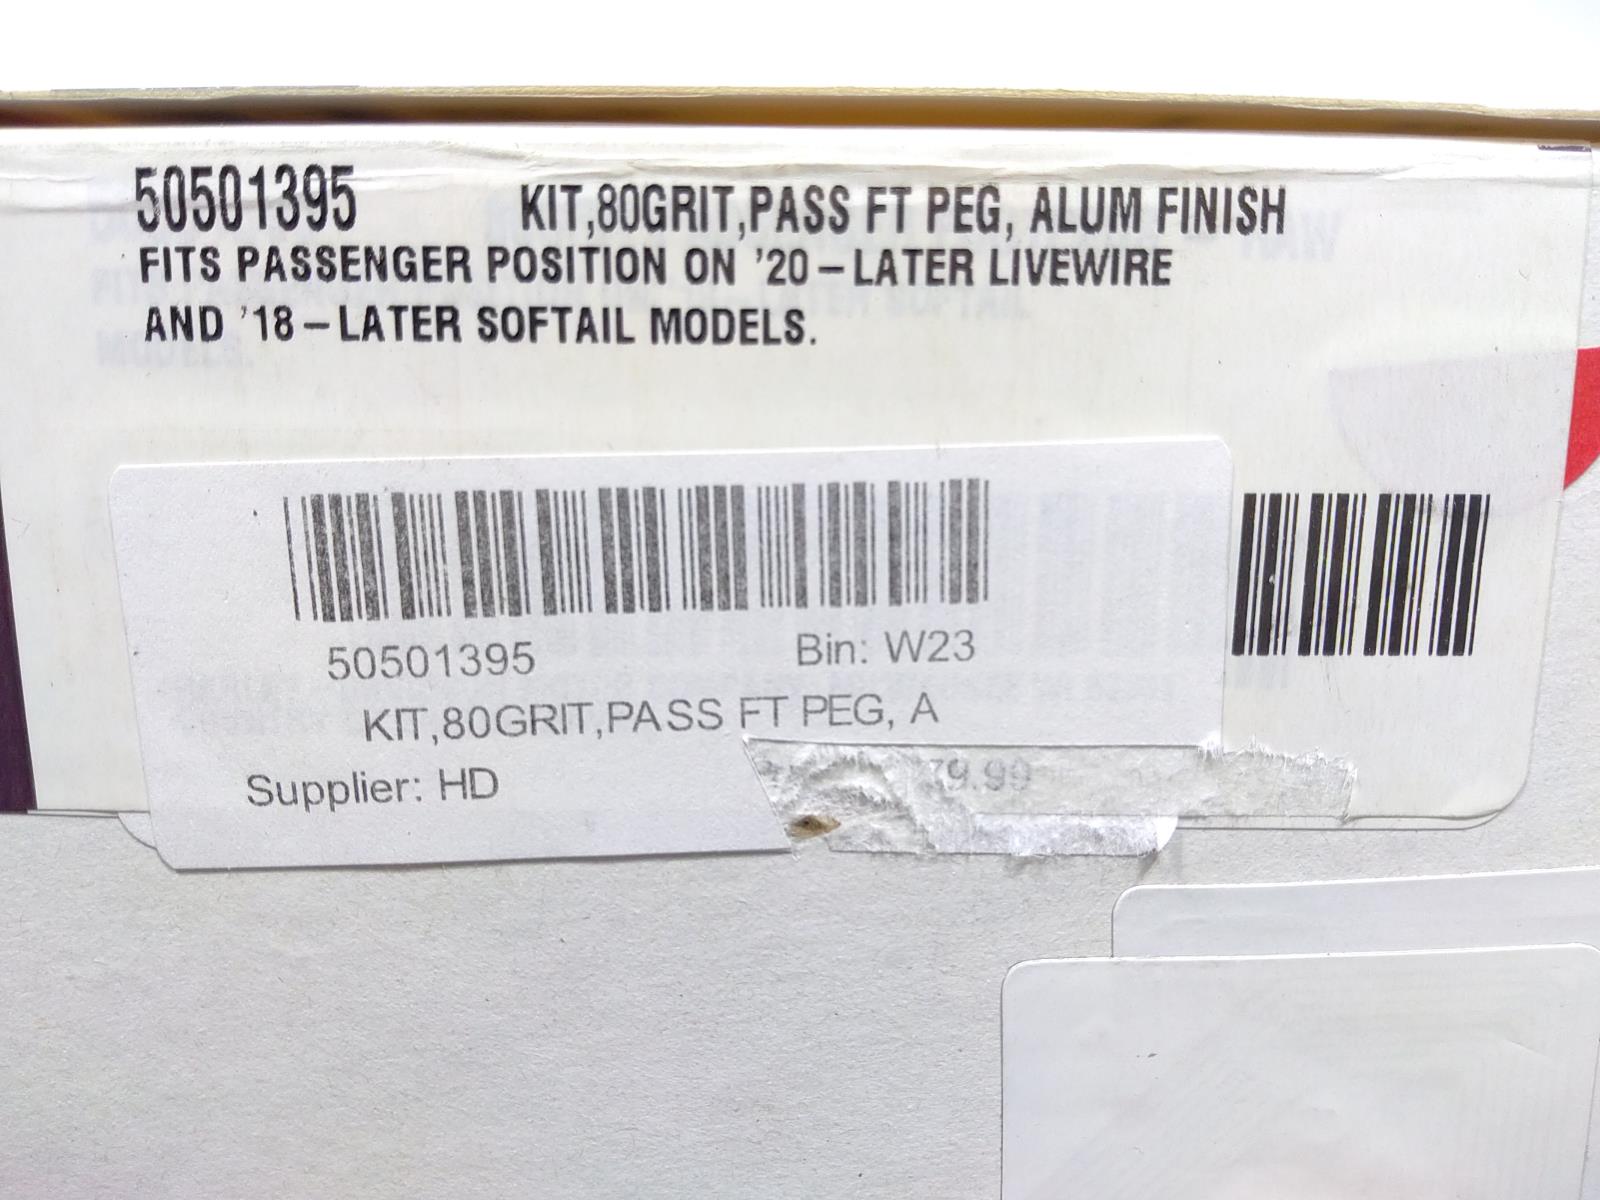 50501395 KIT,80GRIT,PASS FT PEG, ALUM FINISH
FITS PASSENGER POSITION ON '20–LATER LIVEWIRE
AND '18–LATER SOFTAIL MODELS.
50501395 Bin: W23
KIT,80GRIT,PASS FT PEG, A
Supplier: HD